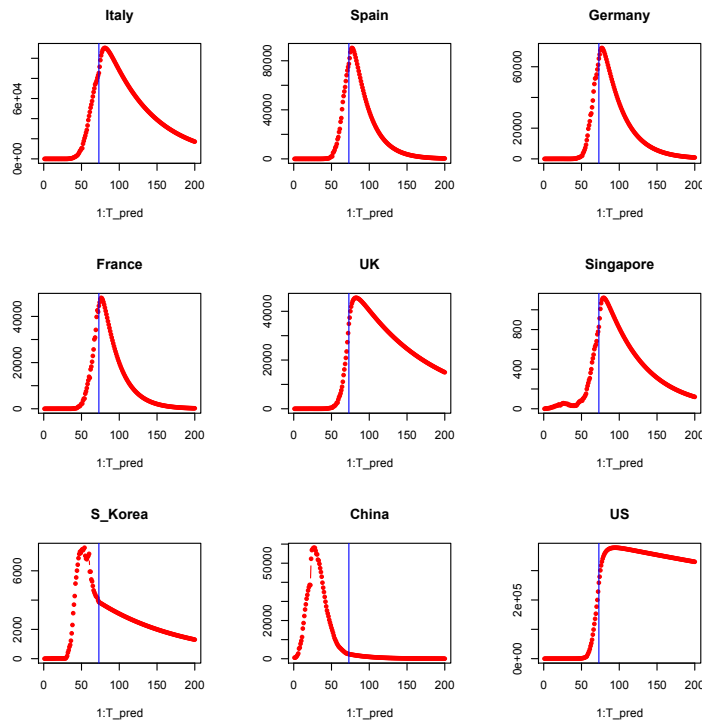 Italy Spain Germany
0e+00 6e+04
0 50 100 150 200
1:T_pred
0 40000 80000
0 50 100 150 200
1:T_pred
0 20000 60000
0 50 100 150 200
1:T_pred
France UK Singapore
0 20000 40000
0 50 100 150 200
1:T_pred
0 20000 40000
0 50 100 150 200
1:T_pred
0 400 800
0 50 100 150 200
1:T_pred
S_Korea China US
0 2000 4000 6000
0 50 100 150 200
1:T_pred
0 20000 50000
0 50 100 150 200
1:T_pred
0e+00 2e+05
0 50 100 150 200
1:T_pred